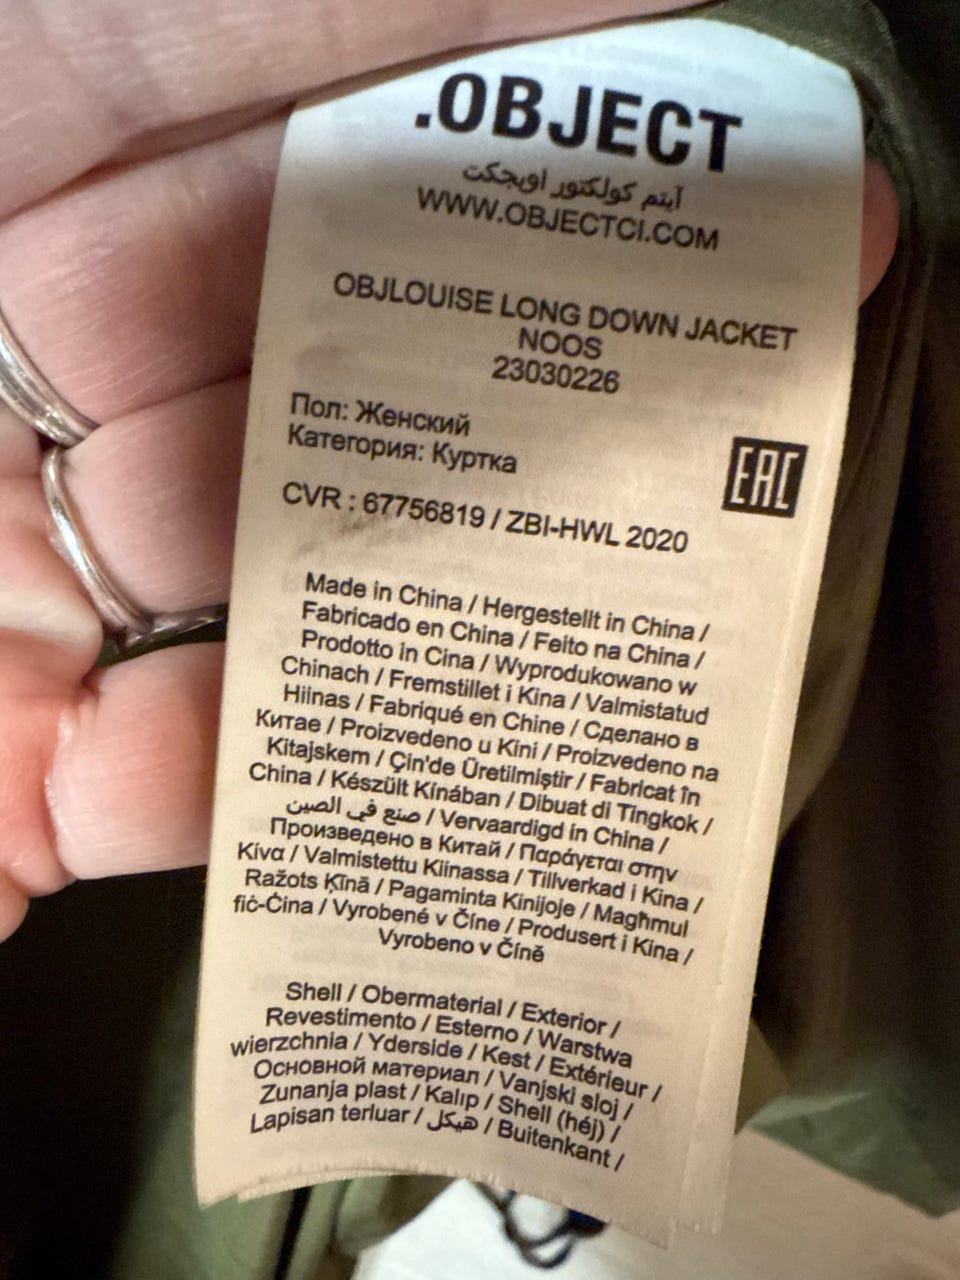 .OBJECT
آیتم کولکتور اوبجکت
WWW.OBJECTCI.COM
OBJLOUISE LONG DOWN JACKET
NOOS
23030226
Пол: Женский
Категория: Куртка
EAC
CVR : 67756819 / ZBI-HWL 2020
Made in China / Hergestellt in China /
Fabricado en China / Feito na China /
Prodotto in Cina / Wyprodukowano w
Chinach / Fremstillet i Kina / Valmistatud
Hiinas / Fabriqué en Chine / Сделано в
Китае / Proizvedeno u Kini / Proizvedeno na
Kitajskem / Çin'de Üretilmiştir / Fabricat în
China / Készült Kínában / Dibuat di Tingkok /
صنع في الصين / Vervaardigd in China /
Произведено в Китай / Παράγεται στην
Κίνα / Valmistettu Kiinassa / Tillverkad i Kina /
Ražots Ķīnā / Pagaminta Kinijoje / Magħmul
fiċ-Ċina / Vyrobené v Číne / Produsert i Kina /
Vyrobeno v Číně
Shell / Obermaterial / Exterior /
Revestimento / Esterno / Warstwa
wierzchnia / Yderside / Kest / Extérieur /
Основной материал / Vanjski sloj /
Zunanja plast / Kalıp / Shell (héj) /
Lapisan terluar / هيكل / Buitenkant /